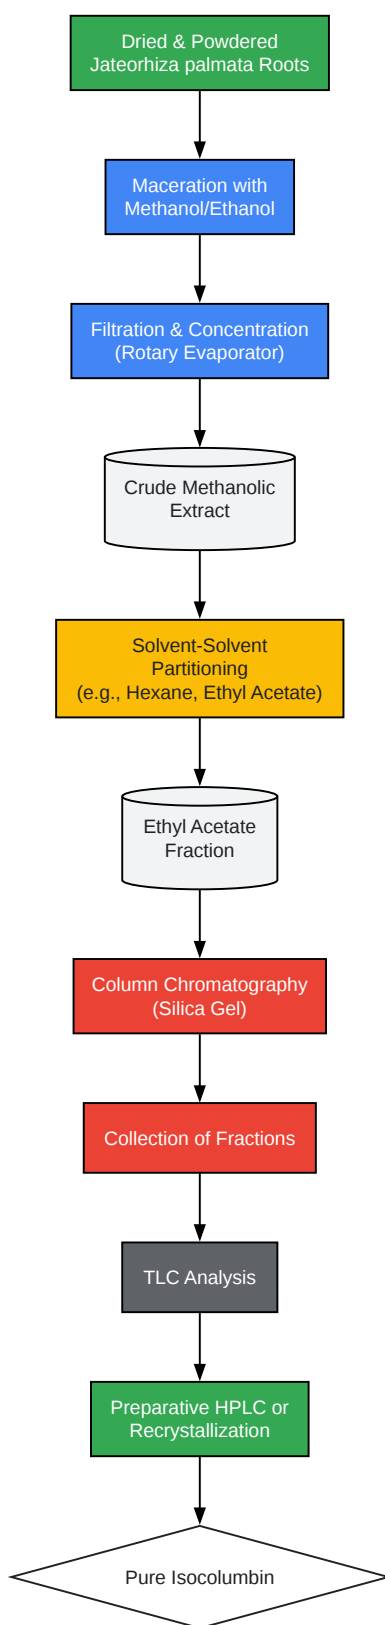 Dried & Powdered
Jateorhiza palmata Roots
Maceration with
Methanol/Ethanol
Filtration & Concentration
(Rotary Evaporator)
Crude Methanolic
Extract
Solvent-Solvent
Partitioning
(e.g., Hexane, Ethyl Acetate)
Ethyl Acetate
Fraction
Column Chromatography
(Silica Gel)
Collection of Fractions
TLC Analysis
Preparative HPLC or
Recrystallization
Pure Isocolumbin